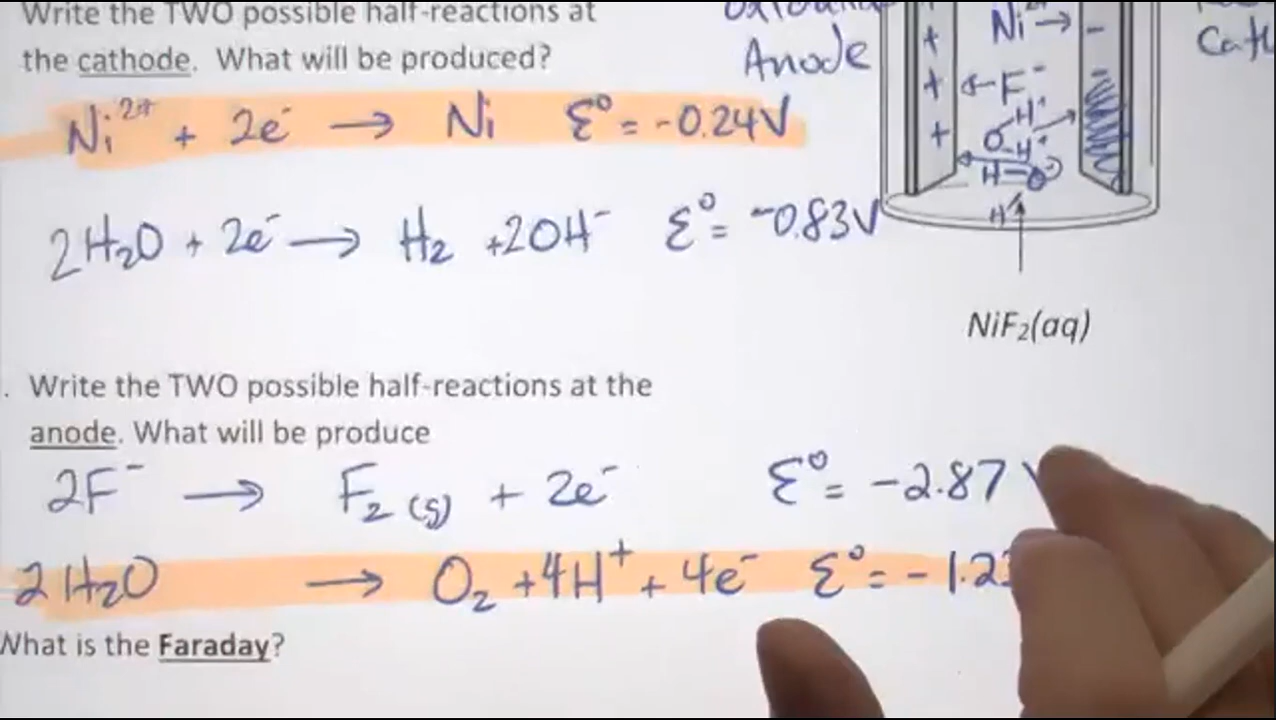 Write the TWO possible half-reactions at
the cathode. What will be produced?
Ni²⁺ + 2e⁻ → Ni Ɛ° = -0.24V
2H₂O + 2e⁻ → H₂ + 2OH⁻ Ɛ° = -0.83V
Anode
+
Ni²⁺ →
-
+
← F⁻
-
+
H⁺
O-H⁺
H-O
H⁺
NiF₂(aq)
. Write the TWO possible half-reactions at the
anode. What will be produce
2F⁻ → F₂ (g) + 2e⁻ Ɛ° = -2.87 V
2H₂O → O₂ + 4H⁺ + 4e⁻ Ɛ° = -1.2
What is the Faraday?